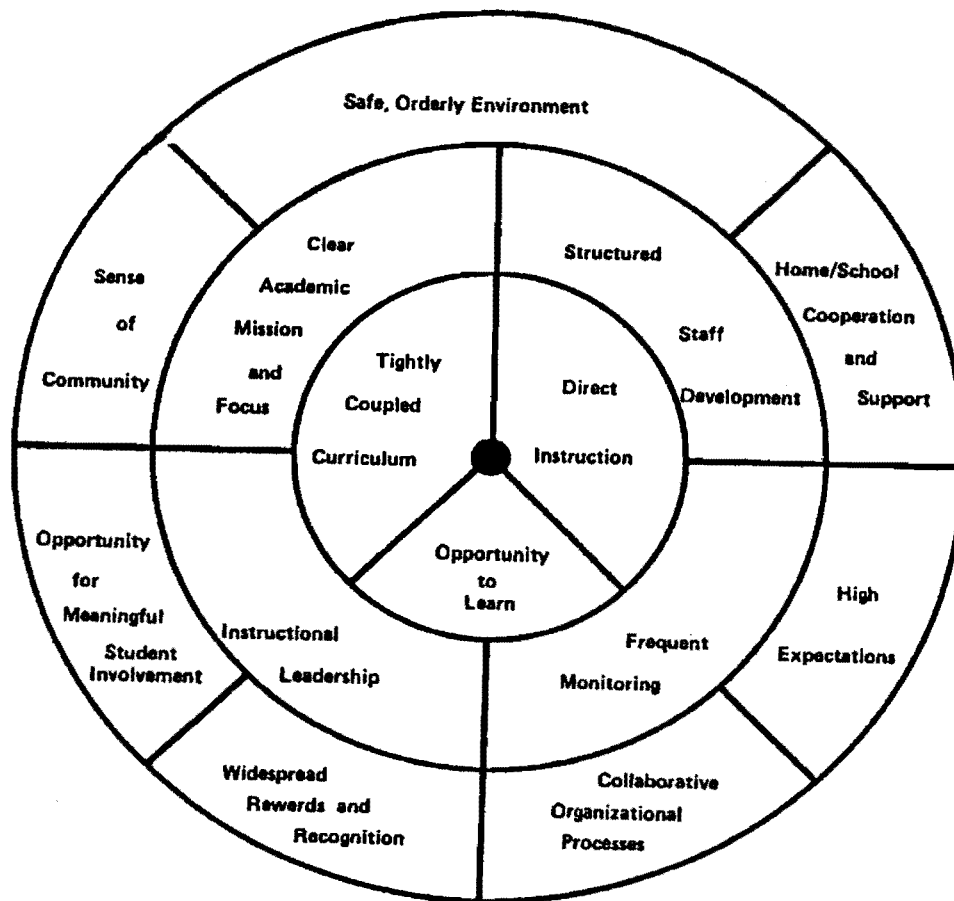 Safe, Orderly Environment
Sense
of
Community
Clear
Academic
Mission
and
Focus
Structured
Staff
Development
Home/School
Cooperation
and
Support
Tightly
Coupled
Curriculum
Direct
Instruction
Opportunity
to
Learn
Opportunity
for
Meaningful
Student
Involvement
Instructional
Leadership
Frequent
Monitoring
High
Expectations
Widespread
Rewerds and
Recognition
Collaborative
Organizational
Processes